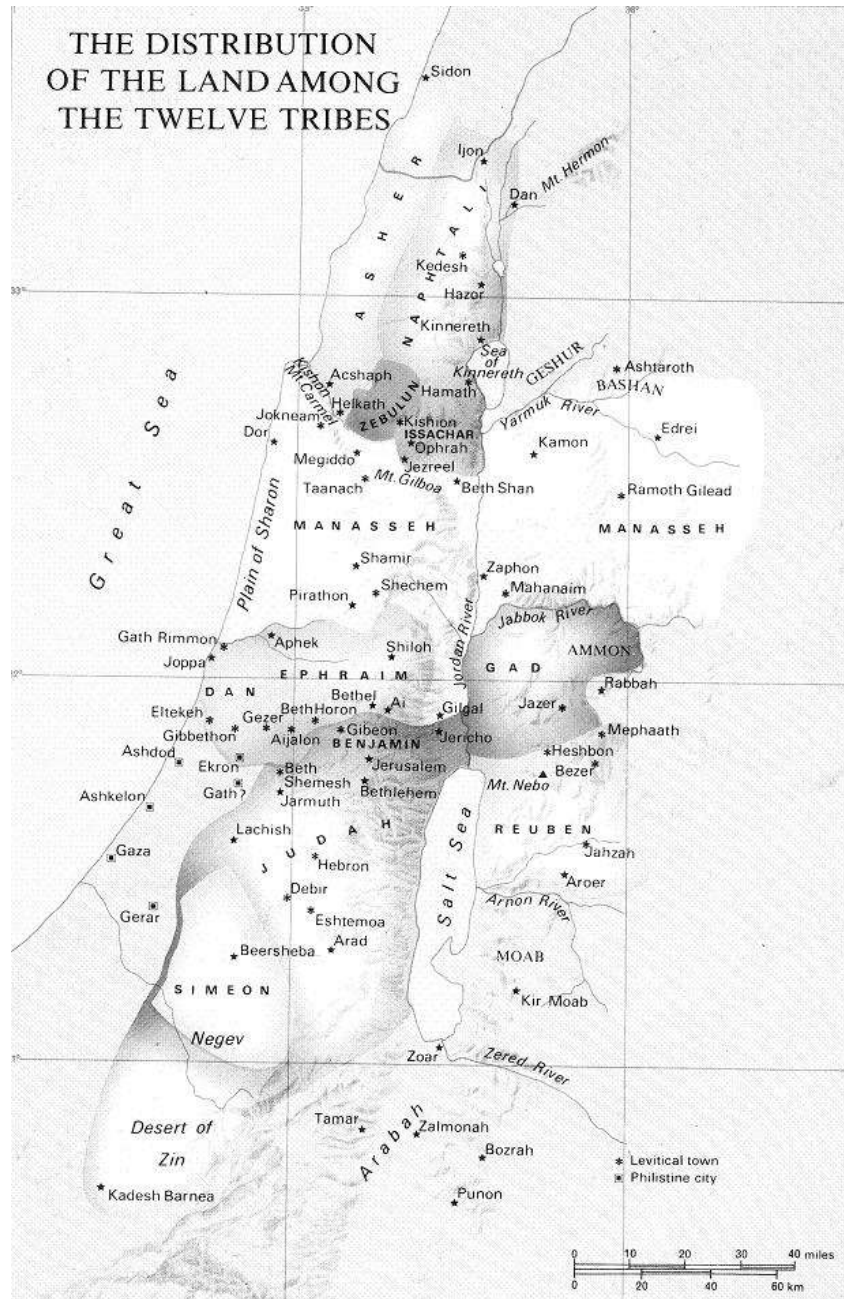 THE DISTRIBUTION
OF THE LAND AMONG
THE TWELVE TRIBES
35°
36°
Sidon
Ijon
Mt. Hermon
Dan
ASHER
NAPHTALI
Kedesh
33°
Hazor
Kinnereth
Sea
of
Kinnereth
GESHUR
Ashtaroth
BASHAN
Great Sea
Kishon
Mt. Carmel
Acshaph
Hamath
Helkath
ZEBULUN
Jokneam
Kishion
ISSACHAR
Yarmuk River
Edrei
Dor
Ophrah
Kamon
Megiddo
Jezreel
Mt. Gilboa
Taanach
Beth Shan
Ramoth Gilead
Plain of Sharon
MANASSEH
MANASSEH
Shamir
Zaphon
Shechem
Mahanaim
Pirathon
Jabbok River
Jordan River
Gath Rimmon
Aphek
Shiloh
AMMON
Joppa
EPHRAIM
GAD
32°
DAN
Rabbah
Bethel
Ai
Jazer
Eltekeh
Gezer
Beth Horon
Gilgal
Gibbethon
Aijalon
Gibeon
Jericho
Mephaath
BENJAMIN
Ashdod
Heshbon
Ekron
Beth
Shemesh
Jerusalem
Bezer
Mt. Nebo
Gath?
Bethlehem
Ashkelon
Jarmuth
Lachish
JUDAH
REUBEN
Salt Sea
Jahzah
Gaza
Hebron
Aroer
Debir
Arnon River
Gerar
Eshtemoa
Arad
Beersheba
MOAB
SIMEON
Kir Moab
Negev
Zoar
Zered River
Desert of
Zin
Tamar
Arabah
Zalmonah
Bozrah
Kadesh Barnea
Punon
Levitical town
Philistine city
0 10 20 30 40 miles
0 20 40 60 km